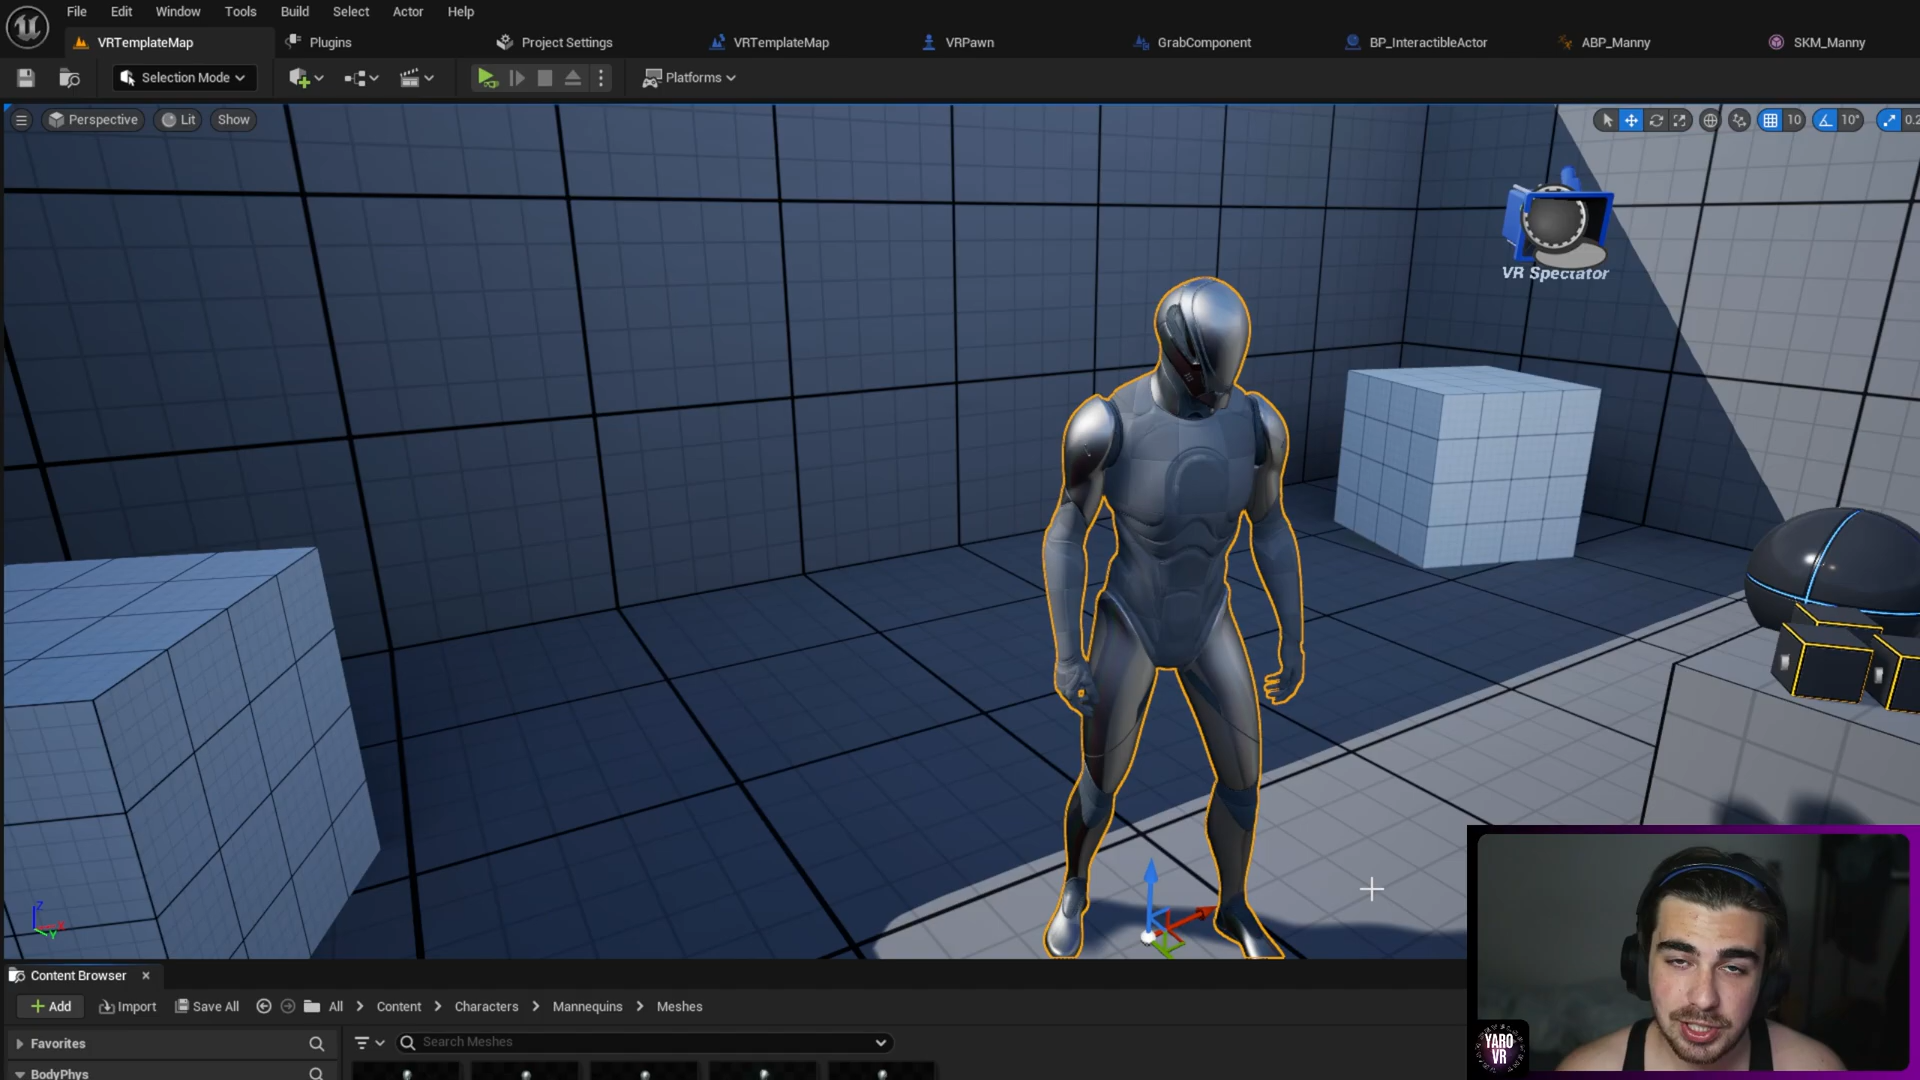 File Edit Window Tools Build Select Actor Help
VRTemplateMap Plugins Project Settings VRTemplateMap VRPawn GrabComponent BP_InteractibleActor ABP_Manny SKM_Manny
Selection Mode Platforms
Perspective Lit Show 10 10° 0.2
VR Spectator
Z
Y
Content Browser
Add Import Save All All Content Characters Mannequins Meshes
Favorites Search Meshes
BodyPhys
YARO
VR